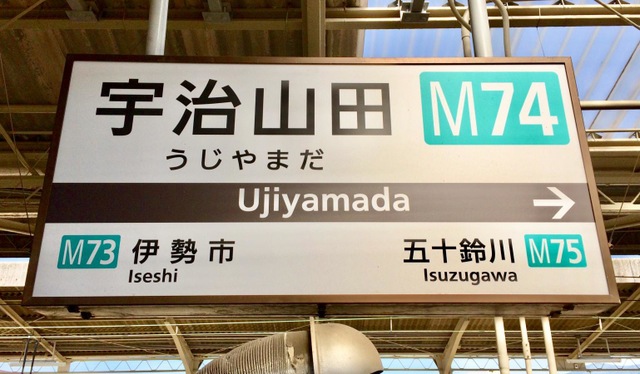 宇治山田 M74
うじやまだ
Ujiyamada →
M73 伊勢市 五十鈴川 M75
Iseshi Isuzugawa